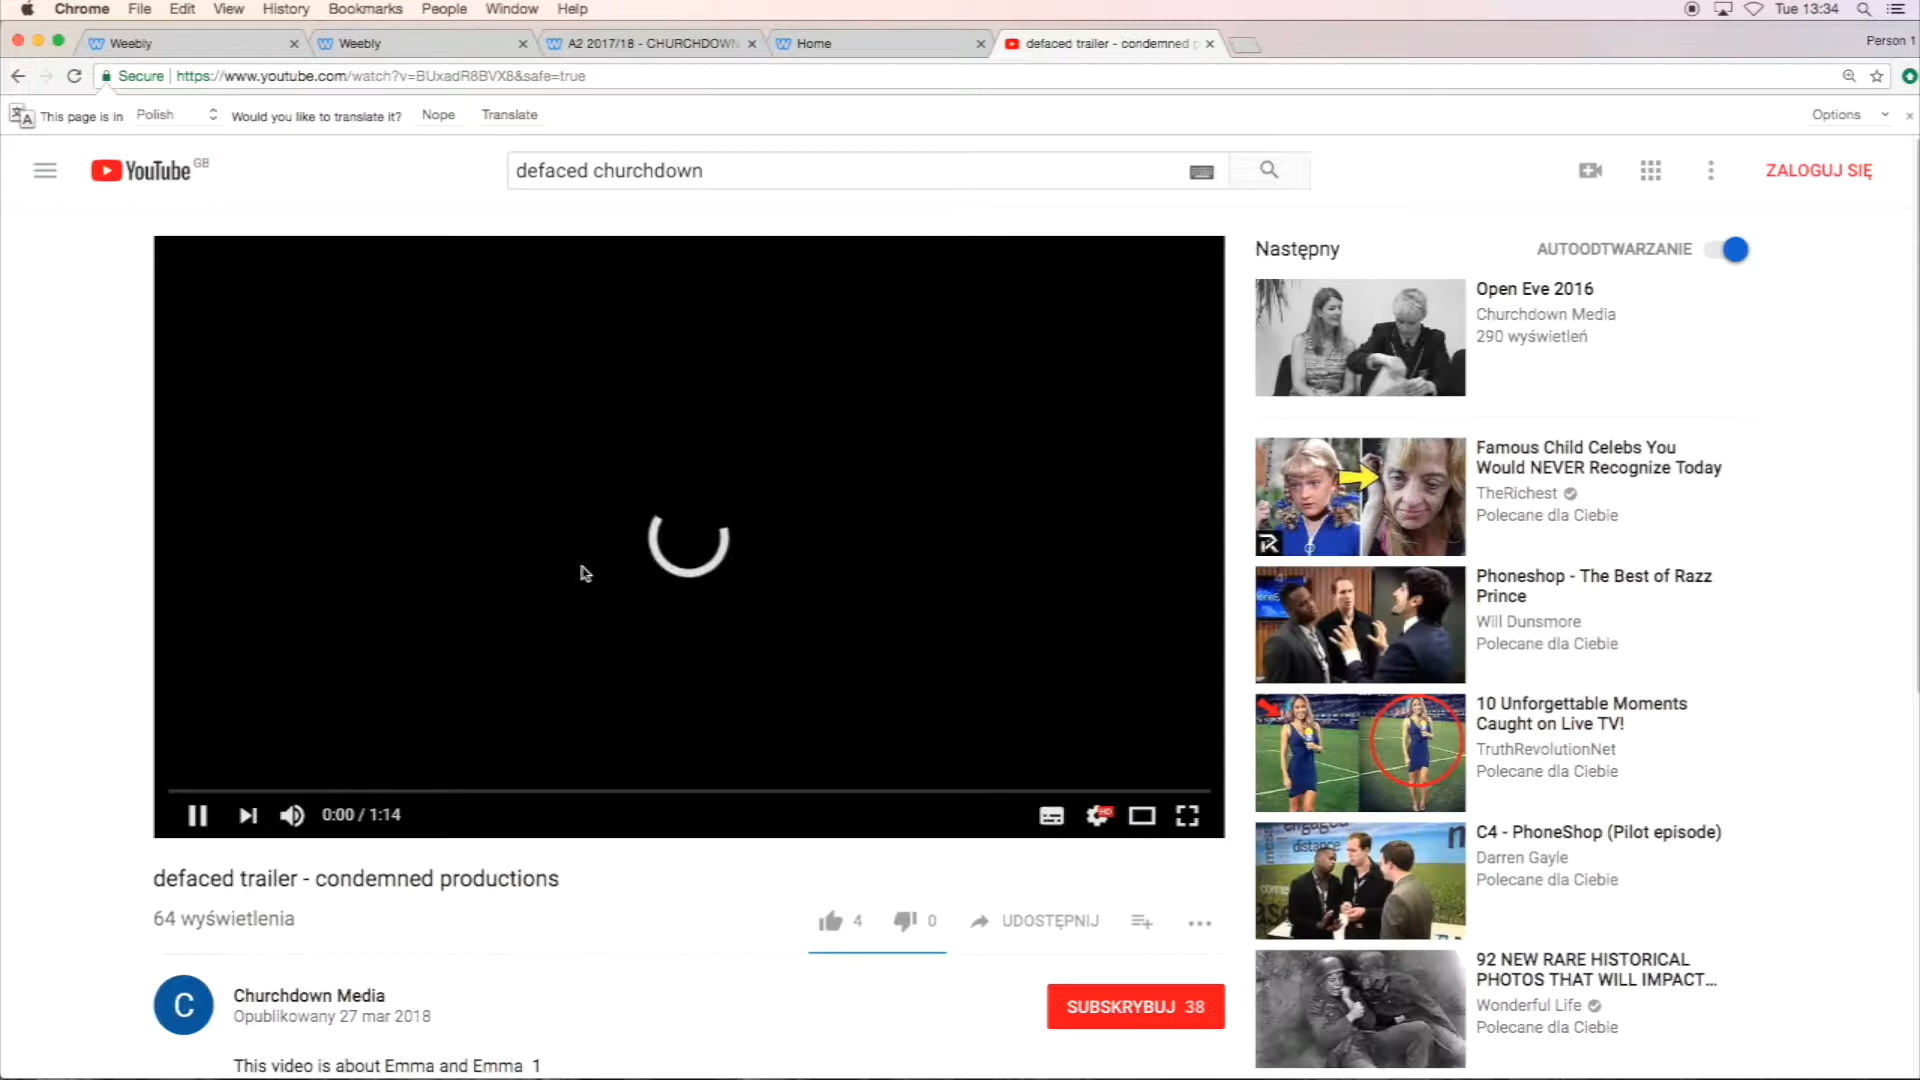 Chrome File Edit View History Bookmarks People Window Help Tue 13:34
Weebly Weebly A2 2017/18 - CHURCHDOWN Home defaced trailer - condemned p Person 1
Secure https://www.youtube.com/watch?v=BUxadR8BVX8&safe=true
This page is in Polish Would you like to translate it? Nope Translate Options
YouTube GB
defaced churchdown
ZALOGUJ SIĘ
0:00 / 1:14
HD
defaced trailer - condemned productions
64 wyświetlenia
4 0 UDOSTĘPNIJ
C
Churchdown Media
Opublikowany 27 mar 2018
SUBSKRYBUJ 38
This video is about Emma and Emma 1
Następny AUTOODTWARZANIE
Open Eve 2016
Churchdown Media
290 wyświetleń
Famous Child Celebs You
Would NEVER Recognize Today
TheRichest
Polecane dla Ciebie
R
Phoneshop - The Best of Razz
Prince
Will Dunsmore
Polecane dla Ciebie
10 Unforgettable Moments
Caught on Live TV!
TruthRevolutionNet
Polecane dla Ciebie
engaged
distance
C4 - PhoneShop (Pilot episode)
Darren Gayle
Polecane dla Ciebie
92 NEW RARE HISTORICAL
PHOTOS THAT WILL IMPACT...
Wonderful Life
Polecane dla Ciebie